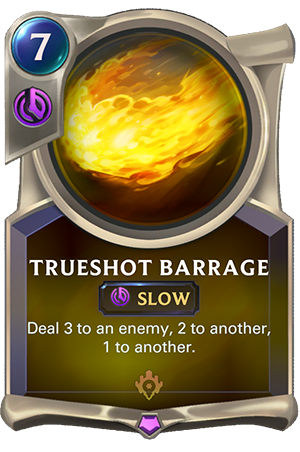 7
TRUESHOT BARRAGE
SLOW
Deal 3 to an enemy, 2 to another,
1 to another.